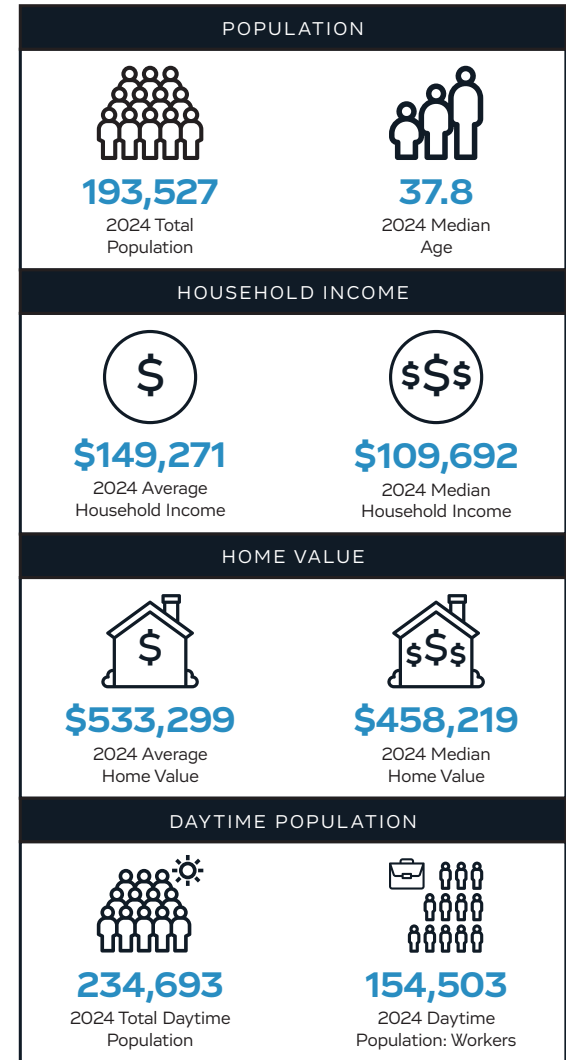 POPULATION
193,527
2024 Total
Population
37.8
2024 Median
Age
HOUSEHOLD INCOME
$
$149,271
2024 Average
Household Income
$$$
$109,692
2024 Median
Household Income
HOME VALUE
$
$533,299
2024 Average
Home Value
$$$
$458,219
2024 Median
Home Value
DAYTIME POPULATION
234,693
2024 Total Daytime
Population
154,503
2024 Daytime
Population: Workers